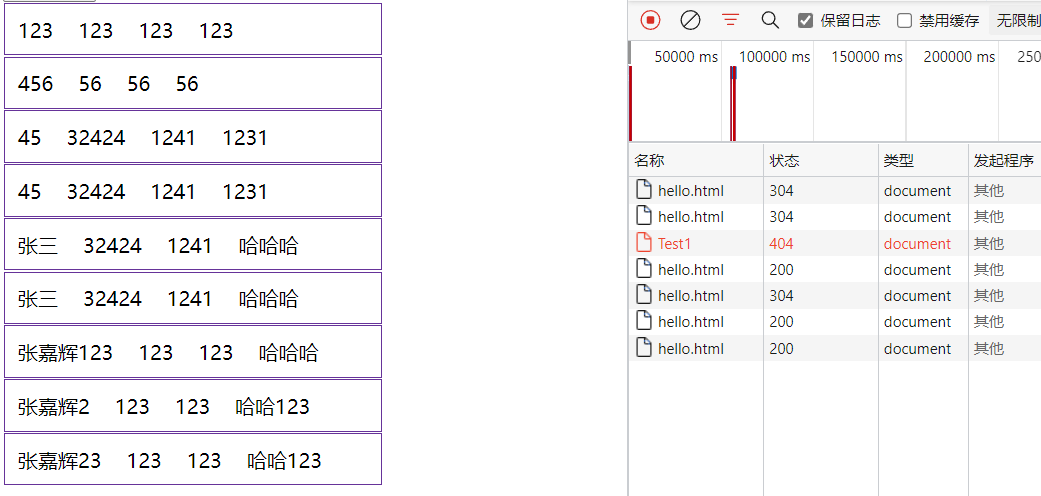 123 123 123 123
456 56 56 56
45 32424 1241 1231
45 32424 1241 1231
张三 32424 1241 哈哈哈
张三 32424 1241 哈哈哈
张嘉辉123 123 123 哈哈哈
张嘉辉2 123 123 哈哈123
张嘉辉23 123 123 哈哈123
保留日志 禁用缓存 无限制
50000 ms 100000 ms 150000 ms 200000 ms 250
名称 状态 类型 发起程序
hello.html 304 document 其他
hello.html 304 document 其他
Test1 404 document 其他
hello.html 200 document 其他
hello.html 304 document 其他
hello.html 200 document 其他
hello.html 200 document 其他